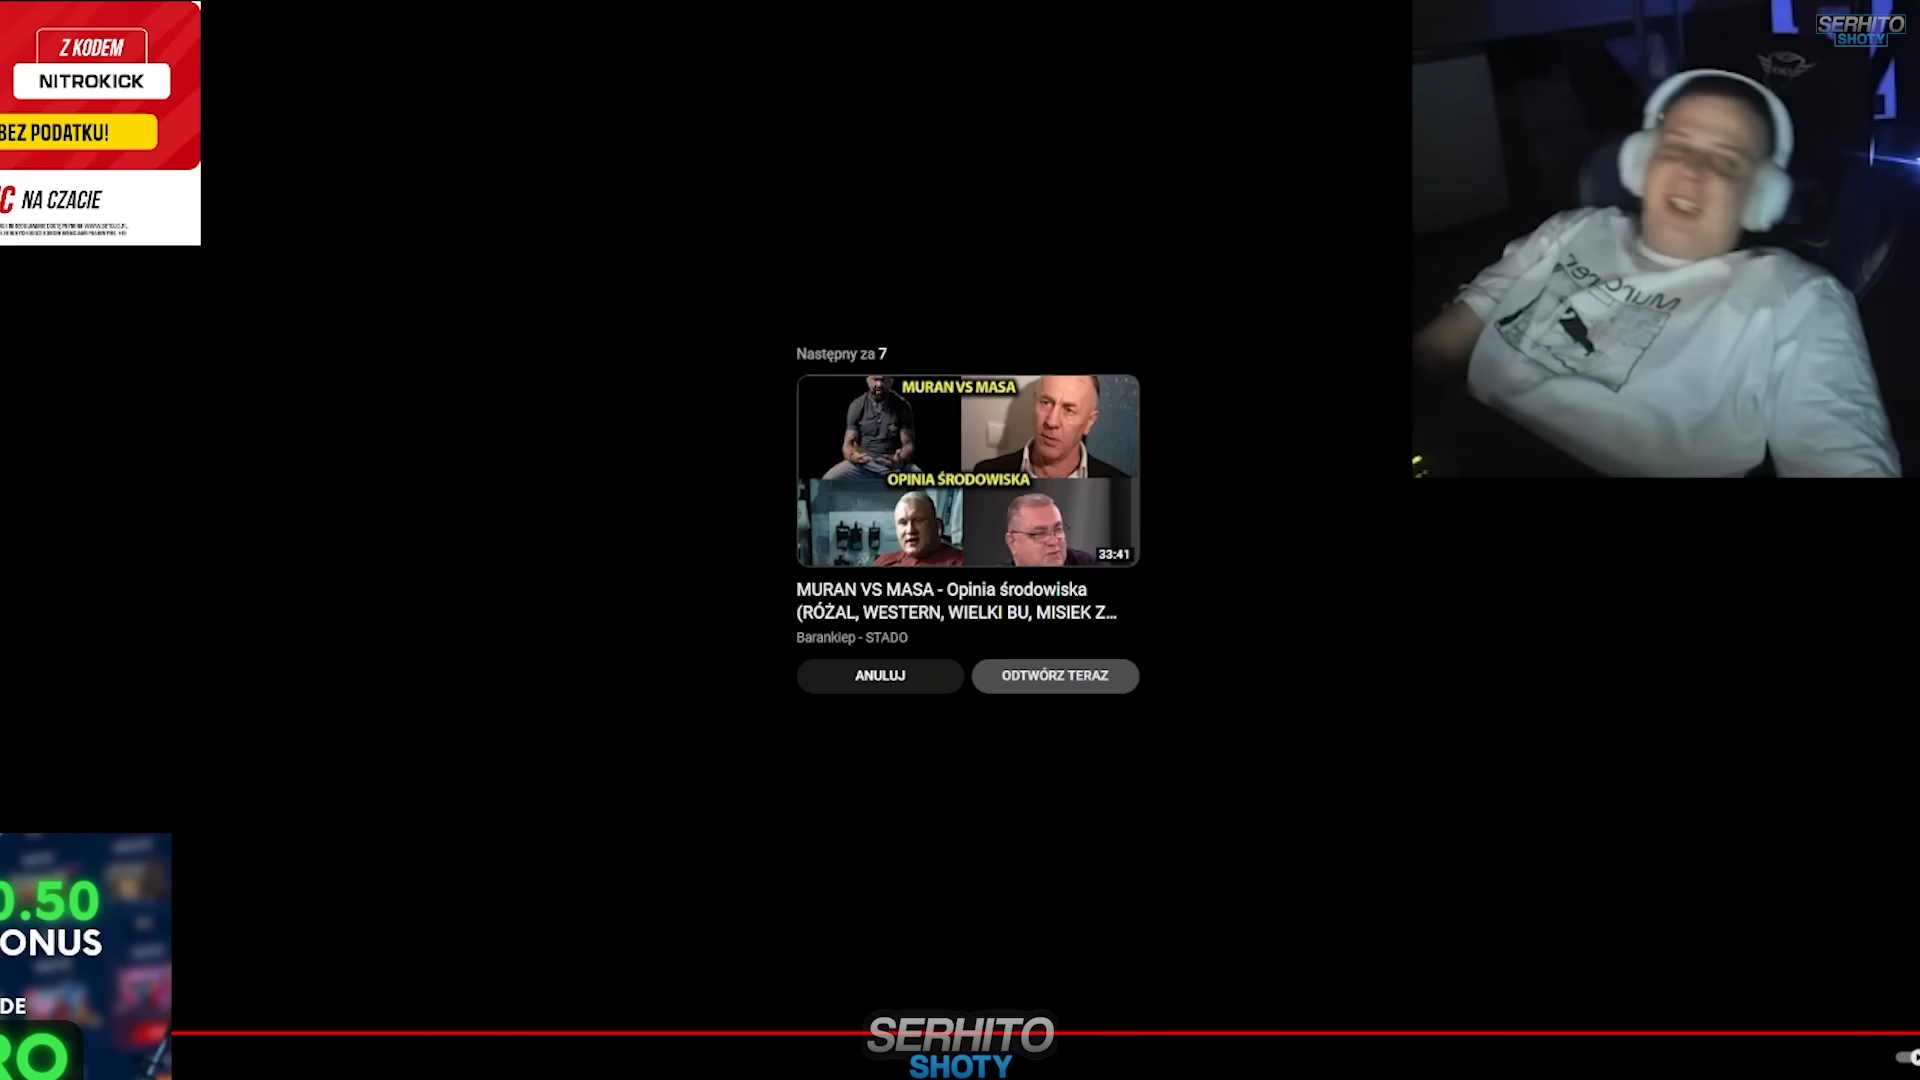 Z KODEM
NITROKICK
BEZ PODATKU!
C NA CZACIE
SERHITO
SHOTY
Następny za 7
MURAN VS MASA
OPINIA ŚRODOWISKA
33:41
MURAN VS MASA - Opinia środowiska
(RÓŻAL, WESTERN, WIELKI BU, MISIEK Z...
Barankiep - STADO
ANULUJ
ODTWÓRZ TERAZ
0.50
ONUS
DE
RO
SERHITO
SHOTY